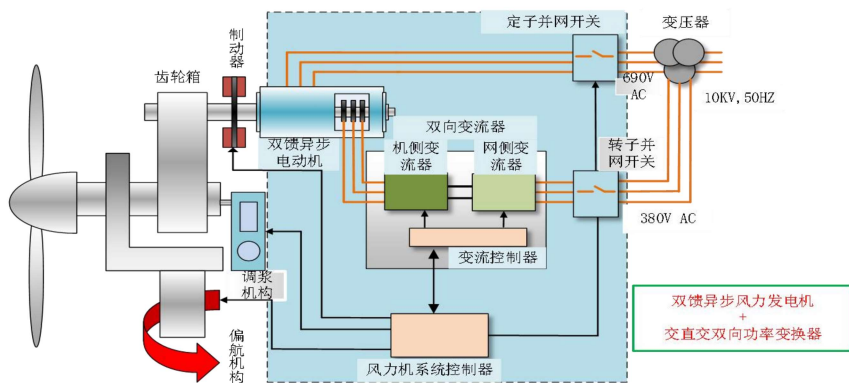 定子并网开关
变压器
制动器
齿轮箱
690V
AC
10KV,50HZ
双馈异步
电动机
双向变流器
机侧变
流器
网侧变
流器
转子并
网开关
380V AC
变流控制器
调桨
机构
偏航机构
风力机系统控制器
双馈异步风力发电机
+
交直交双向功率变换器